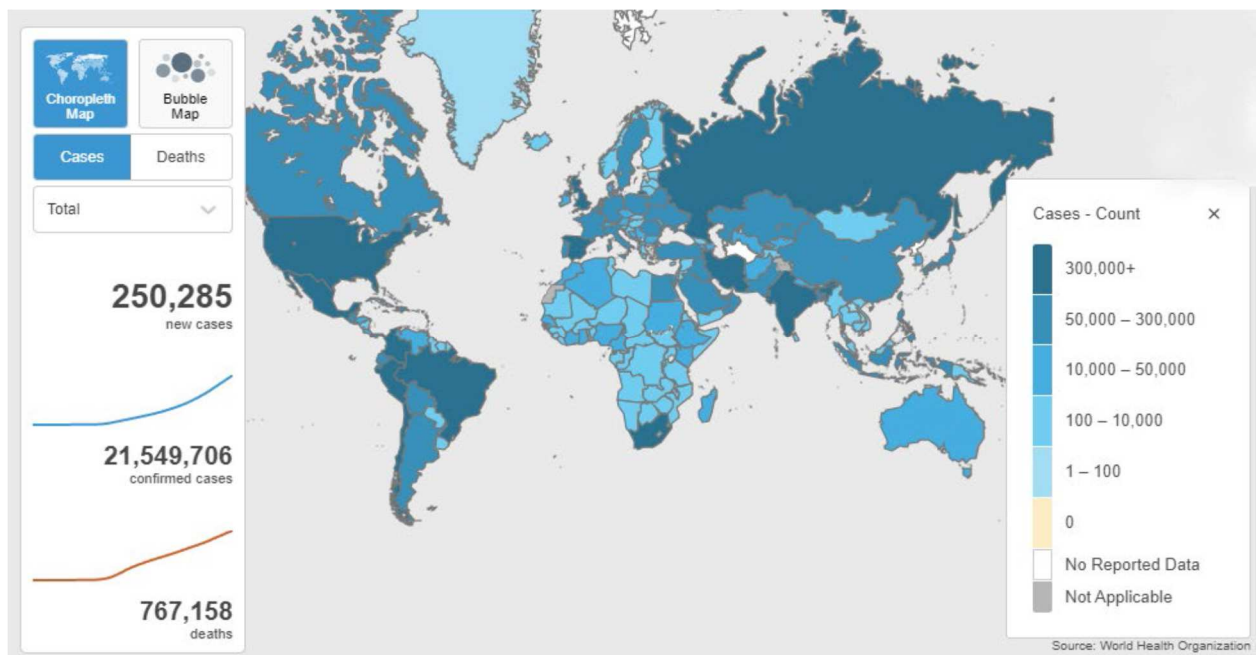 Choropleth
Map
Bubble
Map
Cases
Deaths
Total
250,285
new cases
21,549,706
confirmed cases
767,158
deaths
Cases - Count
×
300,000+
50,000 – 300,000
10,000 – 50,000
100 – 10,000
1 – 100
0
No Reported Data
Not Applicable
Source: World Health Organization